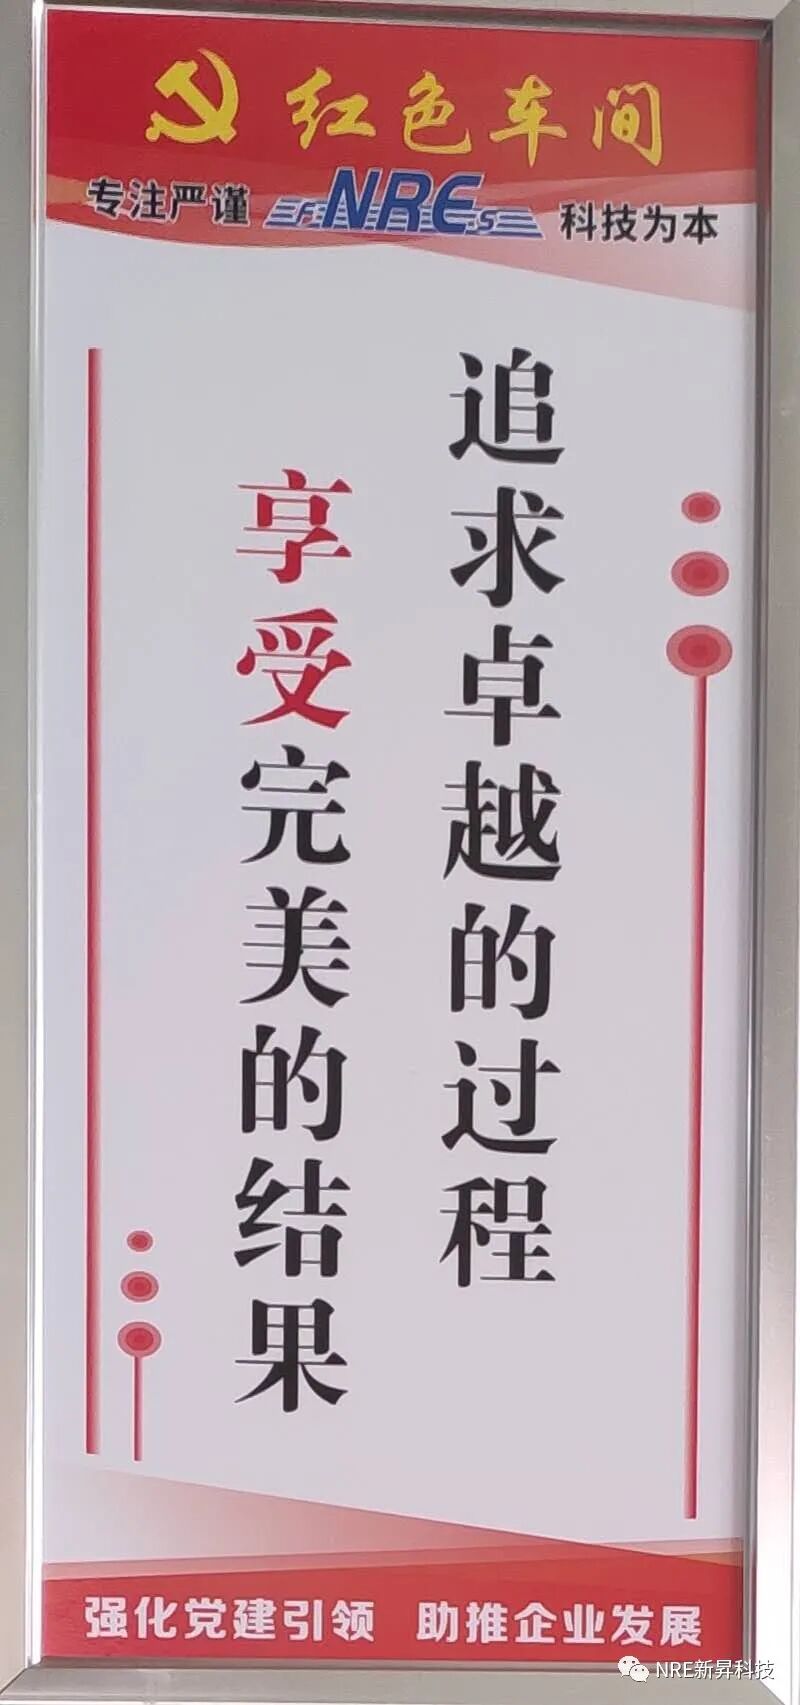 红色车间
专注严谨 FNRES 科技为本
追求卓越的过程
享受完美的结果
强化党建引领 助推企业发展
NRE新昇科技